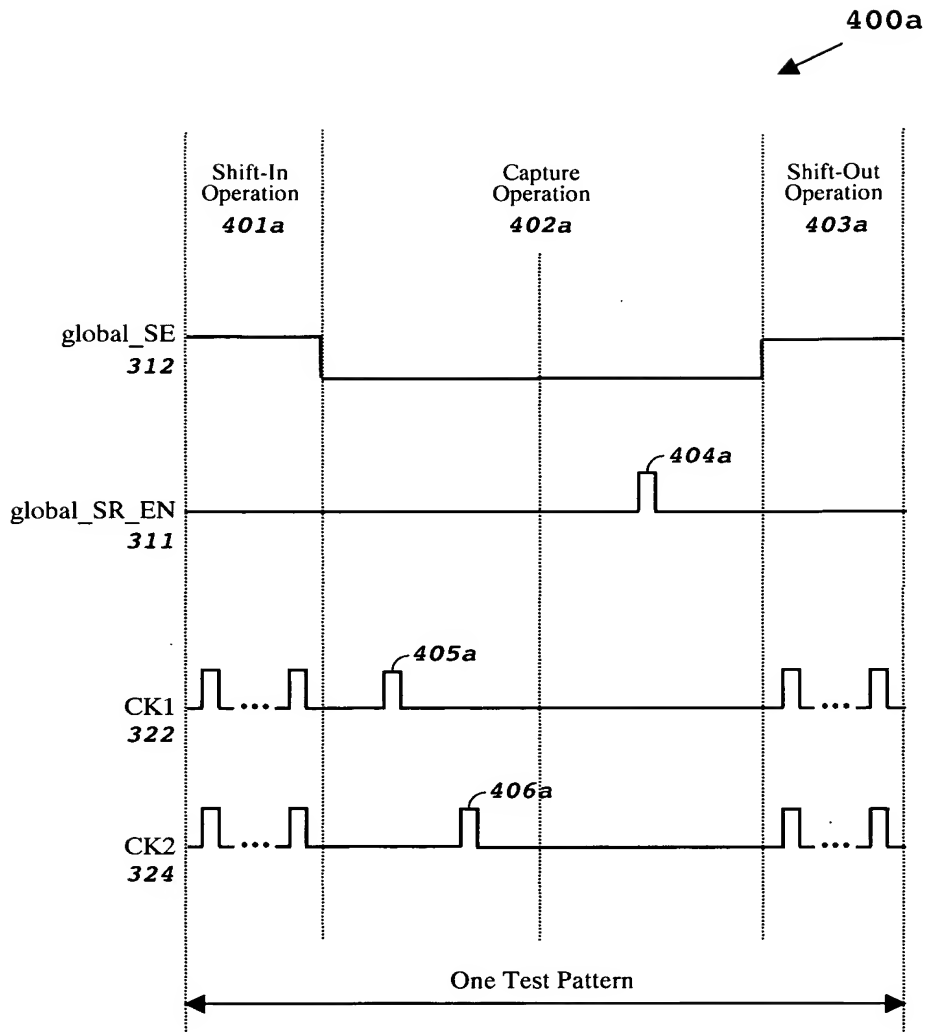 400a
Shift-In
Operation
401a
Capture
Operation
402a
Shift-Out
Operation
403a
global_SE
312
404a
global_SR_EN
311
405a
CK1
322
406a
CK2
324
One Test Pattern